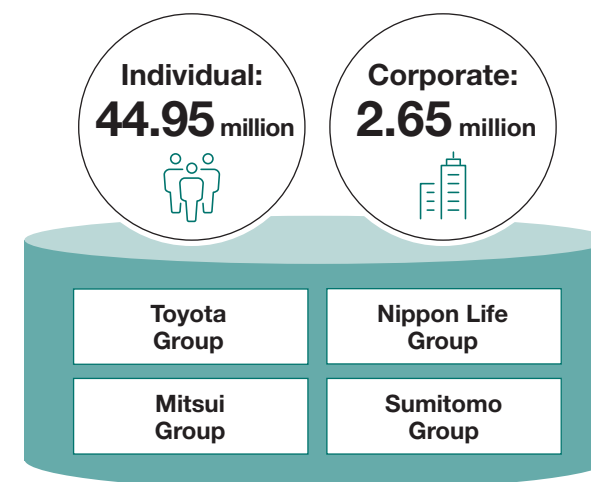 Individual:
44.95 million
Corporate:
2.65 million
Toyota
Group
Nippon Life
Group
Mitsui
Group
Sumitomo
Group